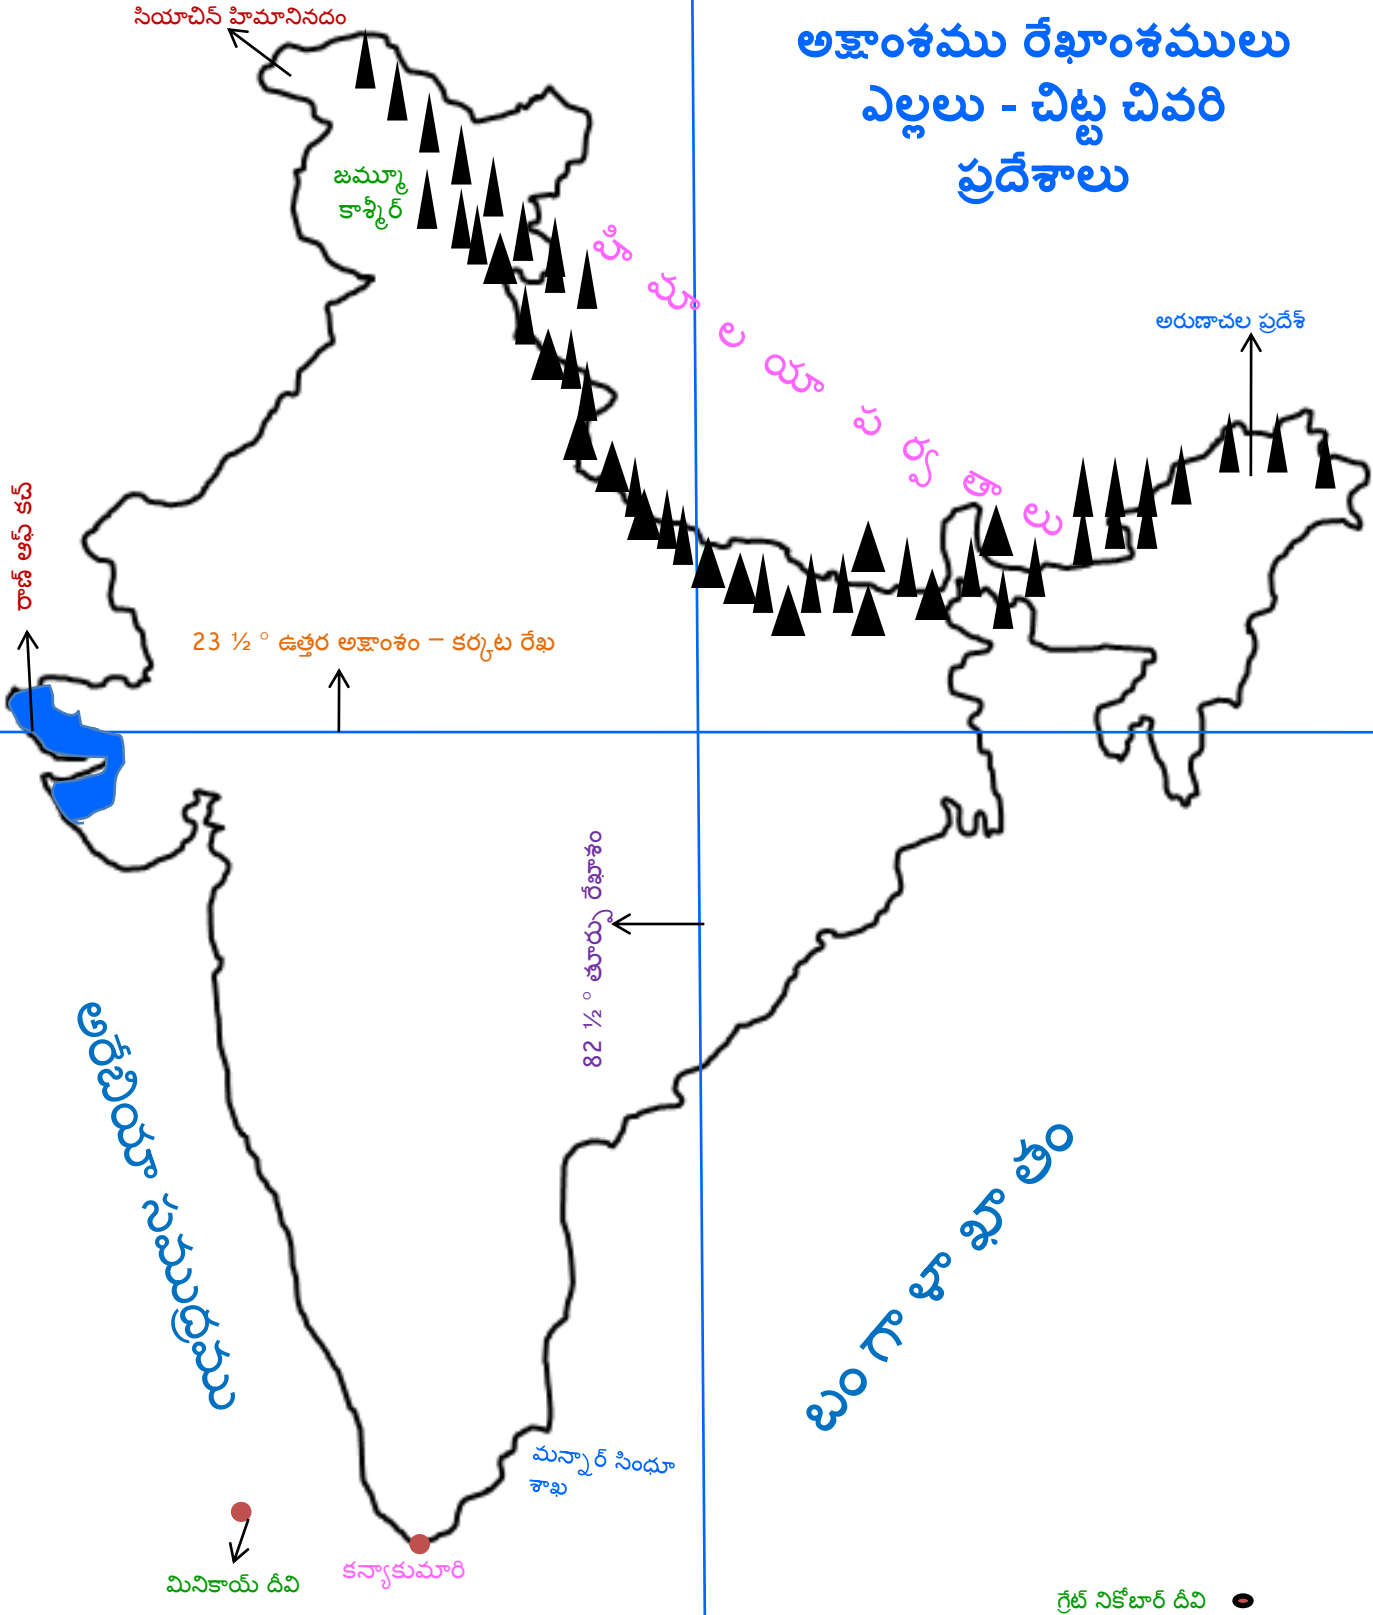 సియాచిన్ హిమానినదం
అక్షాంశము రేఖాంశములు
ఎల్లలు - చిట్ట చివరి
ప్రదేశాలు
జమ్మూ
కాశ్మీర్
హి మా ల యా ప ర్వ తా లు
అరుణాచల ప్రదేశ్
రాణ్ ఆఫ్ కచ్
23 ½ ° ఉత్తర అక్షాంశం – కర్కట రేఖ
82 ½ ° తూర్పు రేఖాశం
అరేబియా సముద్రము
బం గా ళా ఖా తం
మన్నార్ సింధూ
శాఖ
మినికాయ్ దీవి
కన్యాకుమారి
గ్రేట్ నికోబార్ దీవి